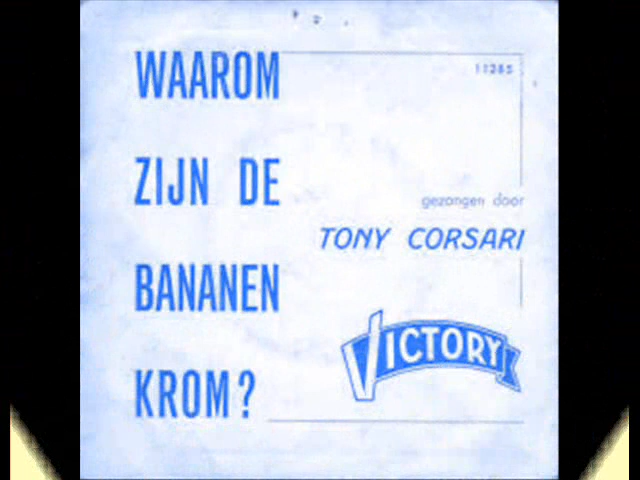 WAAROM
11265
ZIJN DE
gezongen door
TONY CORSARI
BANANEN
VICTORY
KROM?